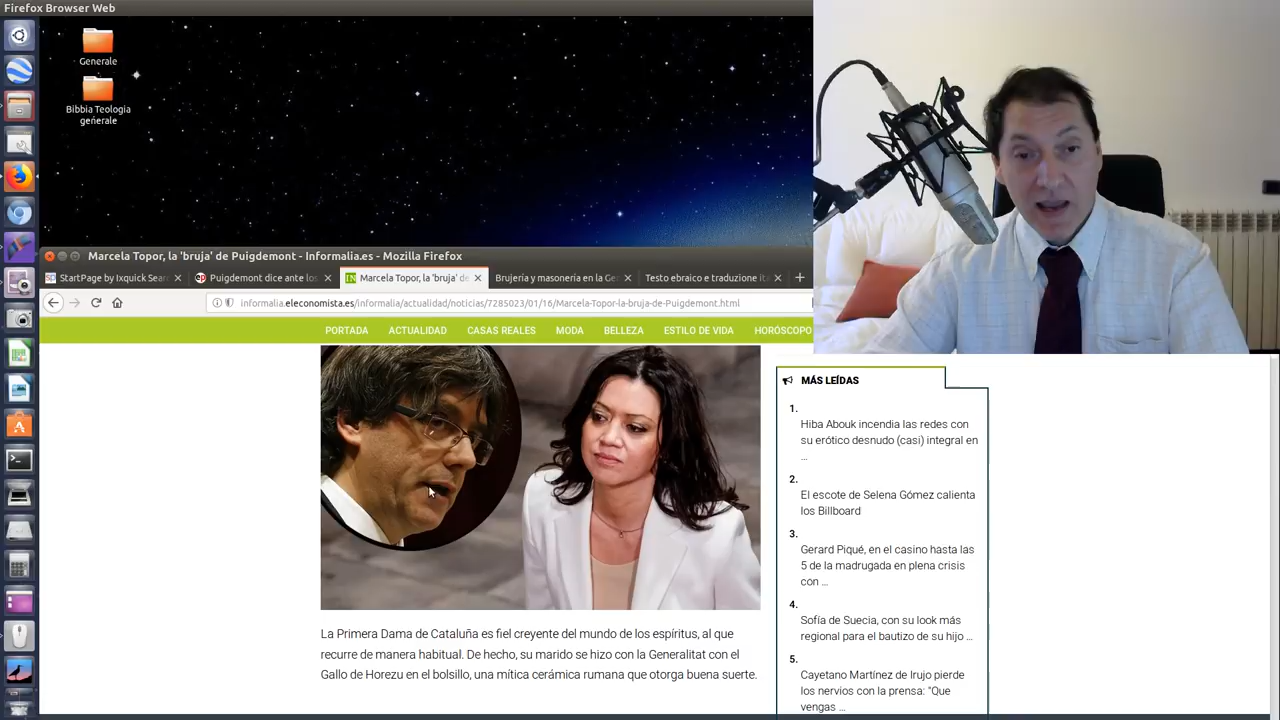 Firefox Browser Web
Generale
Bibbia Teologia
generale
Marcela Topor, la 'bruja' de Puigdemont - Informalia.es - Mozilla Firefox
StartPage by Ixquick Sear
Puigdemont dice ante los
Marcela Topor, la 'bruja' de
Brujería y masonería en la Ge
Testo ebraico e traduzione it
informalia.eleconomista.es/informalia/actualidad/noticias/7285023/01/16/Marcela-Topor-la-bruja-de-Puigdemont.html
PORTADA ACTUALIDAD CASAS REALES MODA BELLEZA ESTILO DE VIDA HORÓSCOPO
La Primera Dama de Cataluña es fiel creyente del mundo de los espíritus, al que
recurre de manera habitual. De hecho, su marido se hizo con la Generalitat con el
Gallo de Horezu en el bolsillo, una mítica cerámica rumana que otorga buena suerte.
MÁS LEÍDAS
1.
Hiba Abouk incendia las redes con
su erótico desnudo (casi) integral en
...
2.
El escote de Selena Gómez calienta
los Billboard
3.
Gerard Piqué, en el casino hasta las
5 de la madrugada en plena crisis
con ...
4.
Sofía de Suecia, con su look más
regional para el bautizo de su hijo ...
5.
Cayetano Martínez de Irujo pierde
los nervios con la prensa: "Que
vengas ...